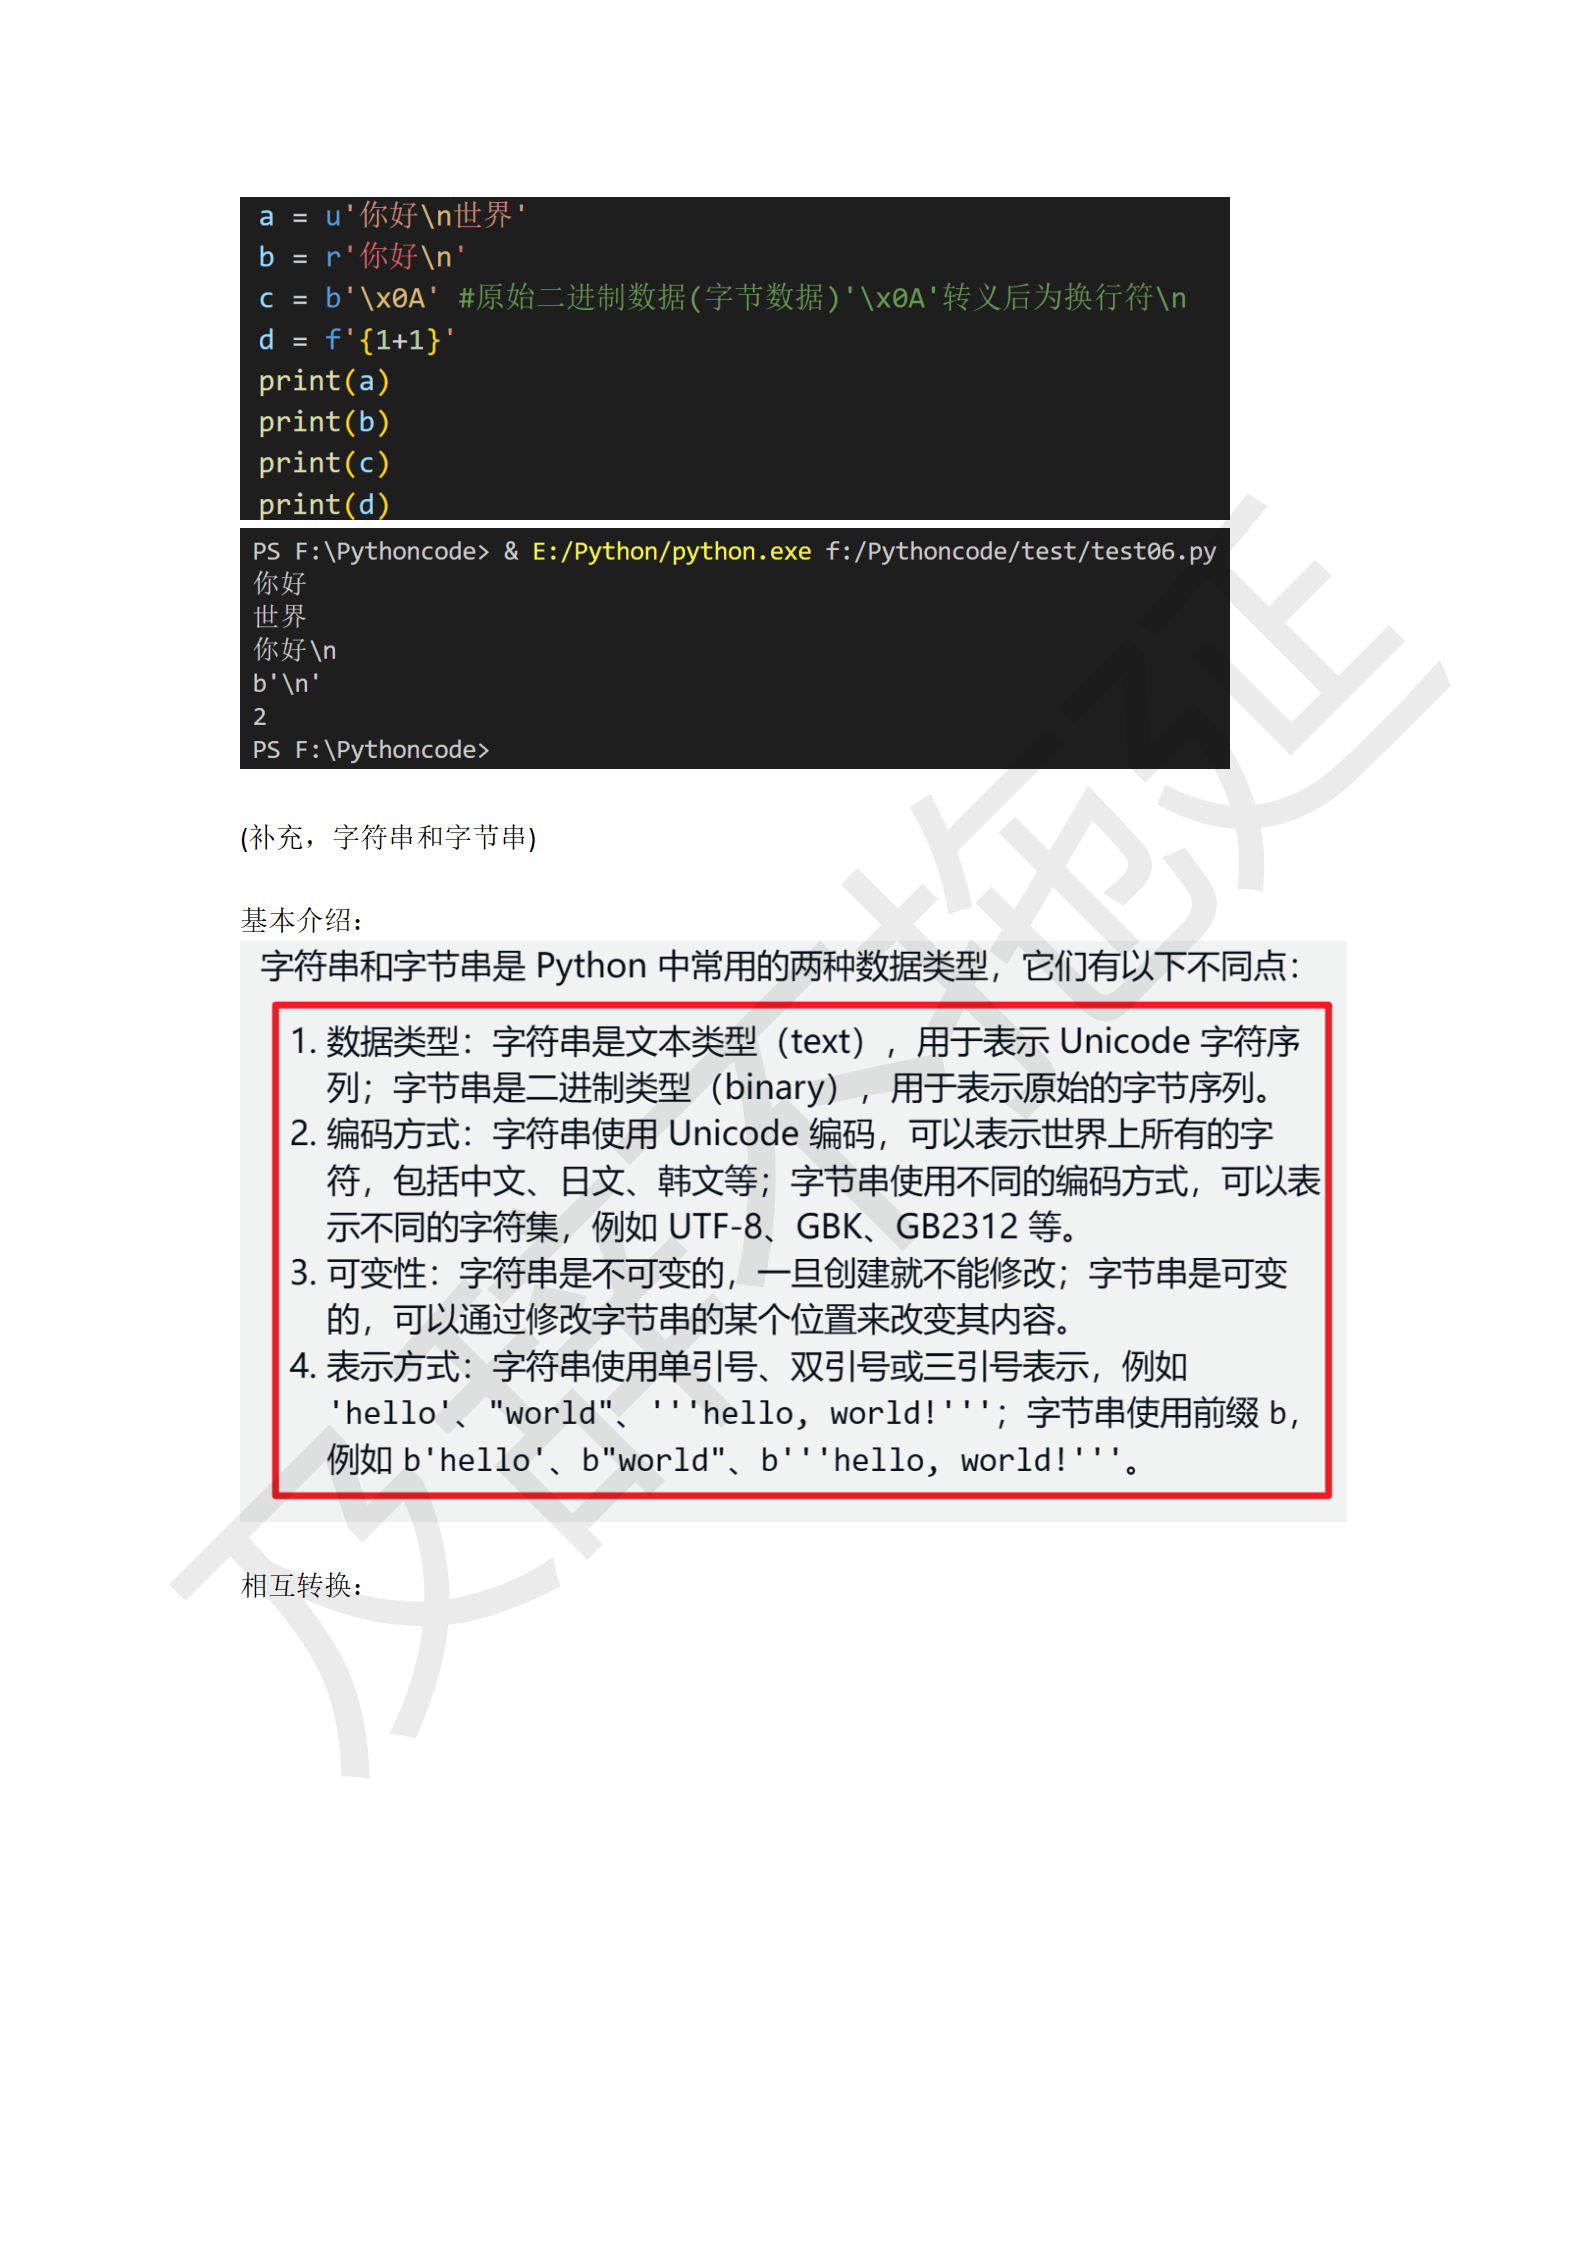 a = u'你好\n世界'
b = r'你好\n'
c = b'\x0A' #原始二进制数据(字节数据)'\x0A'转义后为换行符\n
d = f'{1+1}'
print(a)
print(b)
print(c)
print(d)
PS F:\Pythoncode> & E:/Python/python.exe f:/Pythoncode/test/test06.py
你好
世界
你好\n
b'\n'
2
PS F:\Pythoncode>
(补充，字符串和字节串)
基本介绍：
字符串和字节串是 Python 中常用的两种数据类型，它们有以下不同点：
1. 数据类型：字符串是文本类型（text），用于表示 Unicode 字符序
列；字节串是二进制类型（binary），用于表示原始的字节序列。
2. 编码方式：字符串使用 Unicode 编码，可以表示世界上所有的字
符，包括中文、日文、韩文等；字节串使用不同的编码方式，可以表
示不同的字符集，例如 UTF-8、GBK、GB2312 等。
3. 可变性：字符串是不可变的，一旦创建就不能修改；字节串是可变
的，可以通过修改字节串的某个位置来改变其内容。
4. 表示方式：字符串使用单引号、双引号或三引号表示，例如
'hello'、"world"、'''hello, world!'''；字节串使用前缀 b，
例如 b'hello'、b"world"、b'''hello, world!'''。
相互转换：
及辞不拖延